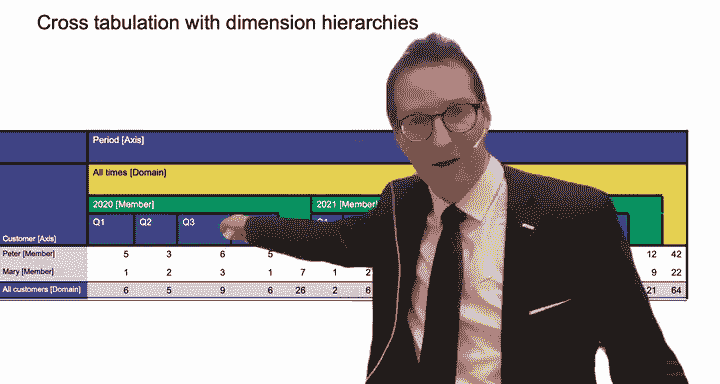 Cross tabulation with dimension hierarchies
Period [Axis]
All times [Domain]
2020 [Member] 2021 [Member]
Q1 Q2 Q3
Customer [Axis]
Peter [Member] 5 3 6 5 12 42
Mary [Member] 1 2 3 1 7 1 2 9 22
All customers [Domain] 6 5 9 6 26 2 6 21 64